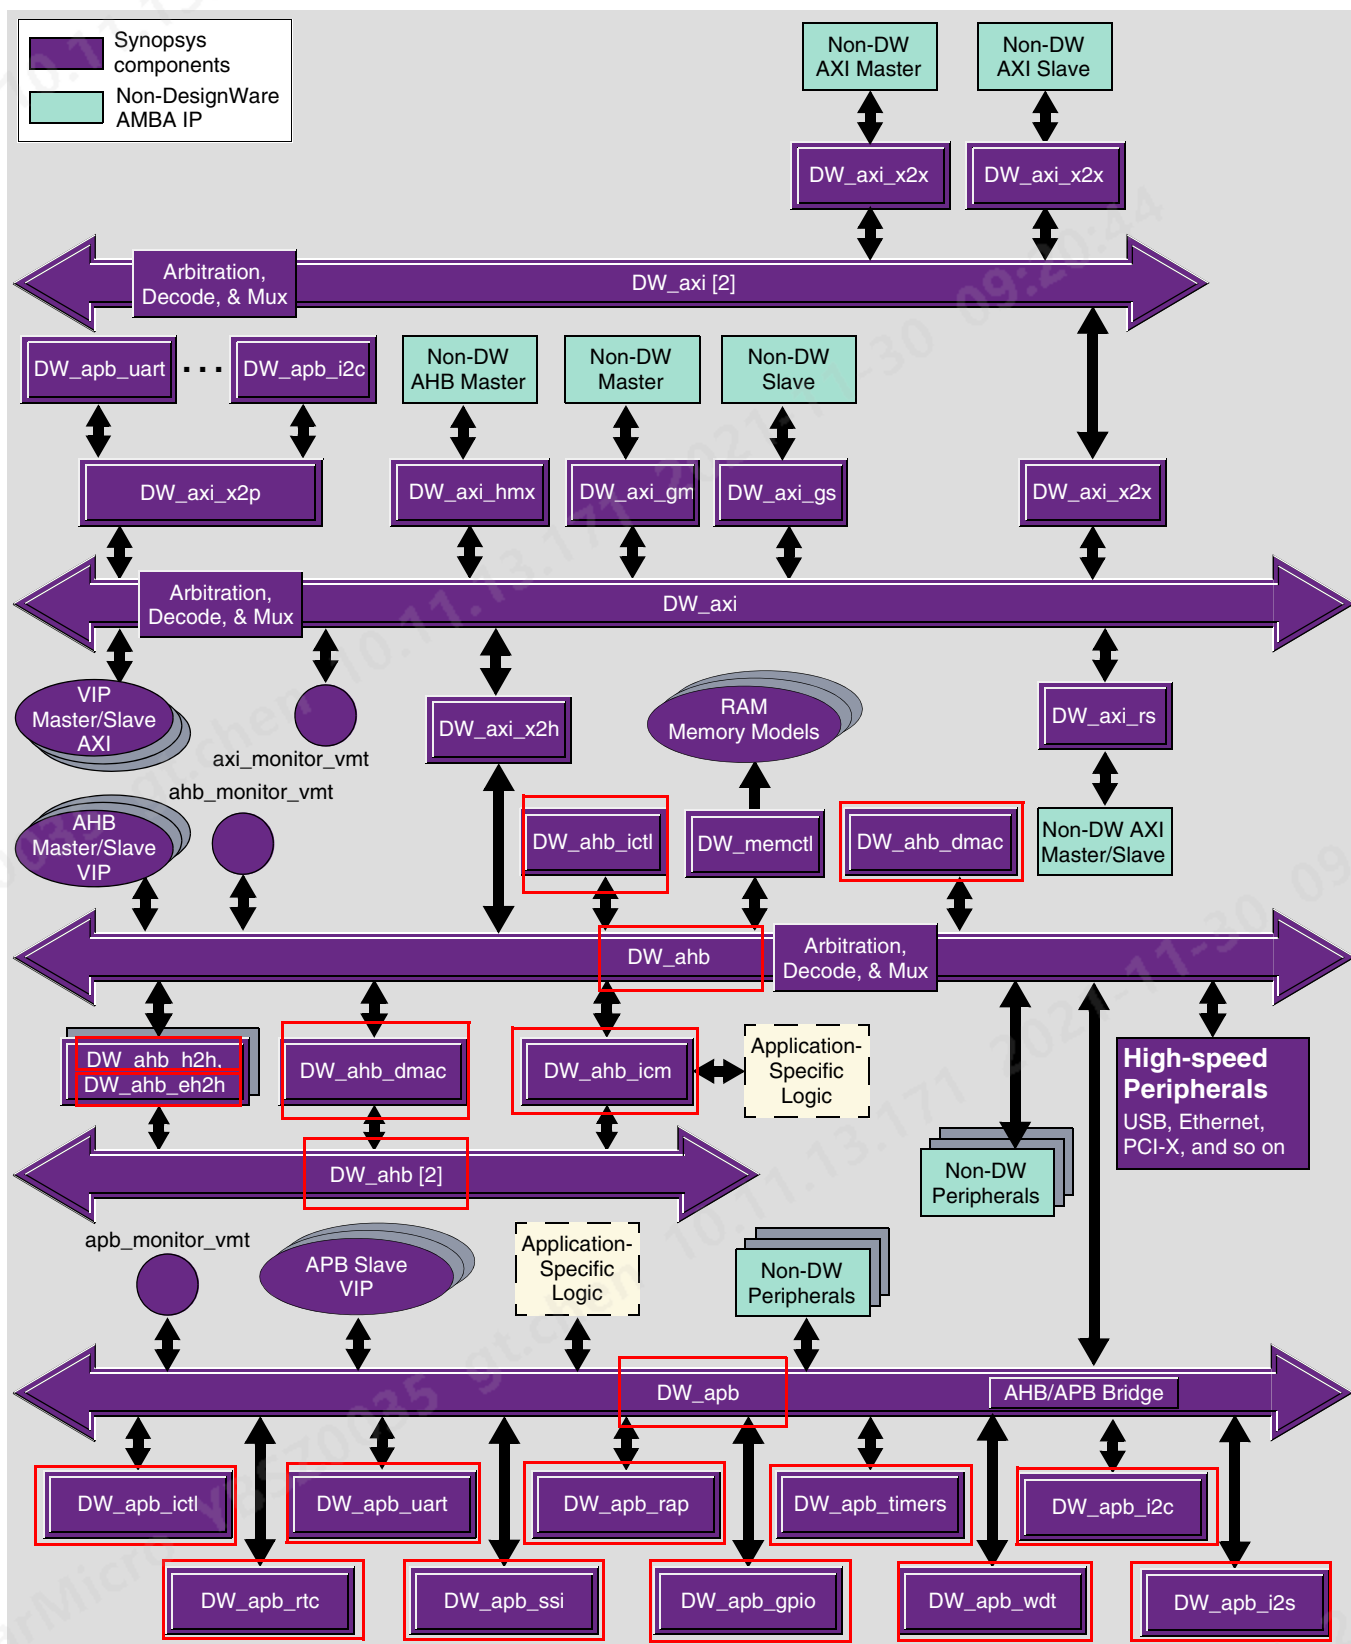 Synopsys
components
Non-DesignWare
AMBA IP
Non-DW
AXI Master
Non-DW
AXI Slave
DW_axi_x2x
DW_axi_x2x
Arbitration,
Decode, & Mux
DW_axi [2]
DW_apb_uart
...
DW_apb_i2c
Non-DW
AHB Master
Non-DW
Master
Non-DW
Slave
DW_axi_x2p
DW_axi_hmx
DW_axi_gm
DW_axi_gs
DW_axi_x2x
Arbitration,
Decode, & Mux
DW_axi
VIP
Master/Slave
AXI
axi_monitor_vmt
DW_axi_x2h
RAM
Memory Models
DW_axi_rs
ahb_monitor_vmt
AHB
Master/Slave
VIP
DW_ahb_ictl
DW_memctl
DW_ahb_dmac
Non-DW AXI
Master/Slave
DW_ahb
Arbitration,
Decode, & Mux
DW_ahb_h2h,
DW_ahb_eh2h
DW_ahb_dmac
DW_ahb_icm
Application-
Specific
Logic
High-speed
Peripherals
USB, Ethernet,
PCI-X, and so on
DW_ahb [2]
Non-DW
Peripherals
apb_monitor_vmt
APB Slave
VIP
Application-
Specific
Logic
Non-DW
Peripherals
DW_apb
AHB/APB Bridge
DW_apb_ictl
DW_apb_uart
DW_apb_rap
DW_apb_timers
DW_apb_i2c
DW_apb_rtc
DW_apb_ssi
DW_apb_gpio
DW_apb_wdt
DW_apb_i2s